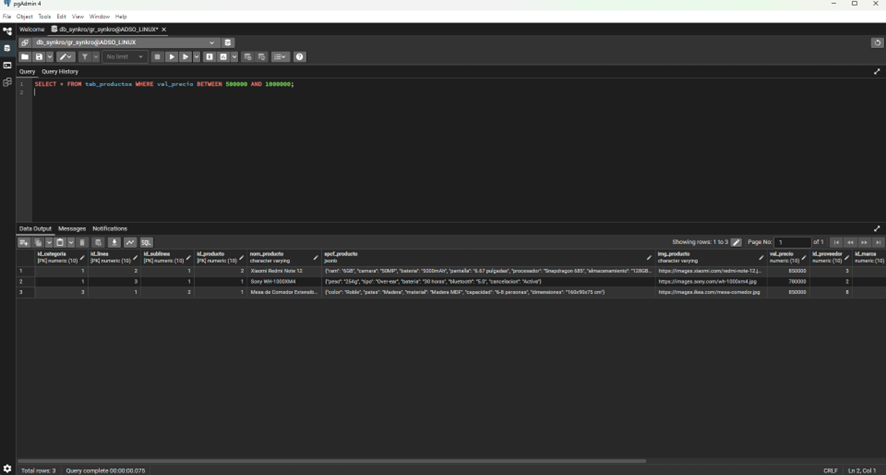 pgAdmin 4
File Object Tools Edit View Window Help
Welcome db_synkro/gr_synkro@ADSO_LINUX*
db_synkro/gr_synkro@ADSO_LINUX
No limit
Query Query History
1 SELECT * FROM tab_productos WHERE val_precio BETWEEN 500000 AND 1000000;
2
Data Output Messages Notifications
SQL Showing rows: 1 to 3 Page No: 1 of 1
id_categoria id_linea id_sublinea id_producto nom_producto spcf_producto img_producto val_precio id_proveedor id_marca
[PK] numeric (10) [PK] numeric (10) [PK] numeric (10) [PK] numeric (10) character varying jsonb character varying numeric (10) numeric (10) numeric (10)
1 1 2 1 2 Xiaomi Redmi Note 12 {"ram": "6GB", "camara": "50MP", "bateria": "5000mAh", "pantalla": "6.67 pulgadas", "procesador": "Snapdragon 685", "almacenamiento": "128GB... https://images.xiaomi.com/redmi-note-12.j... 850000 3
2 1 3 1 1 Sony WH-1000XM4 {"peso": "254g", "tipo": "Over-ear", "bateria": "30 horas", "bluetooth": "5.0", "cancelacion": "Activa"} https://images.sony.com/wh-1000xm4.jpg 780000 2
3 3 1 2 1 Mesa de Comedor Extensib... {"color": "Roble", "patas": "Madera", "material": "Madera MDF", "capacidad": "6-8 personas", "dimensiones": "160x90x75 cm"} https://images.ikea.com/mesa-comedor.jpg 850000 8
Total rows: 3 Query complete 00:00:00.075 CRLF Ln 2, Col 1